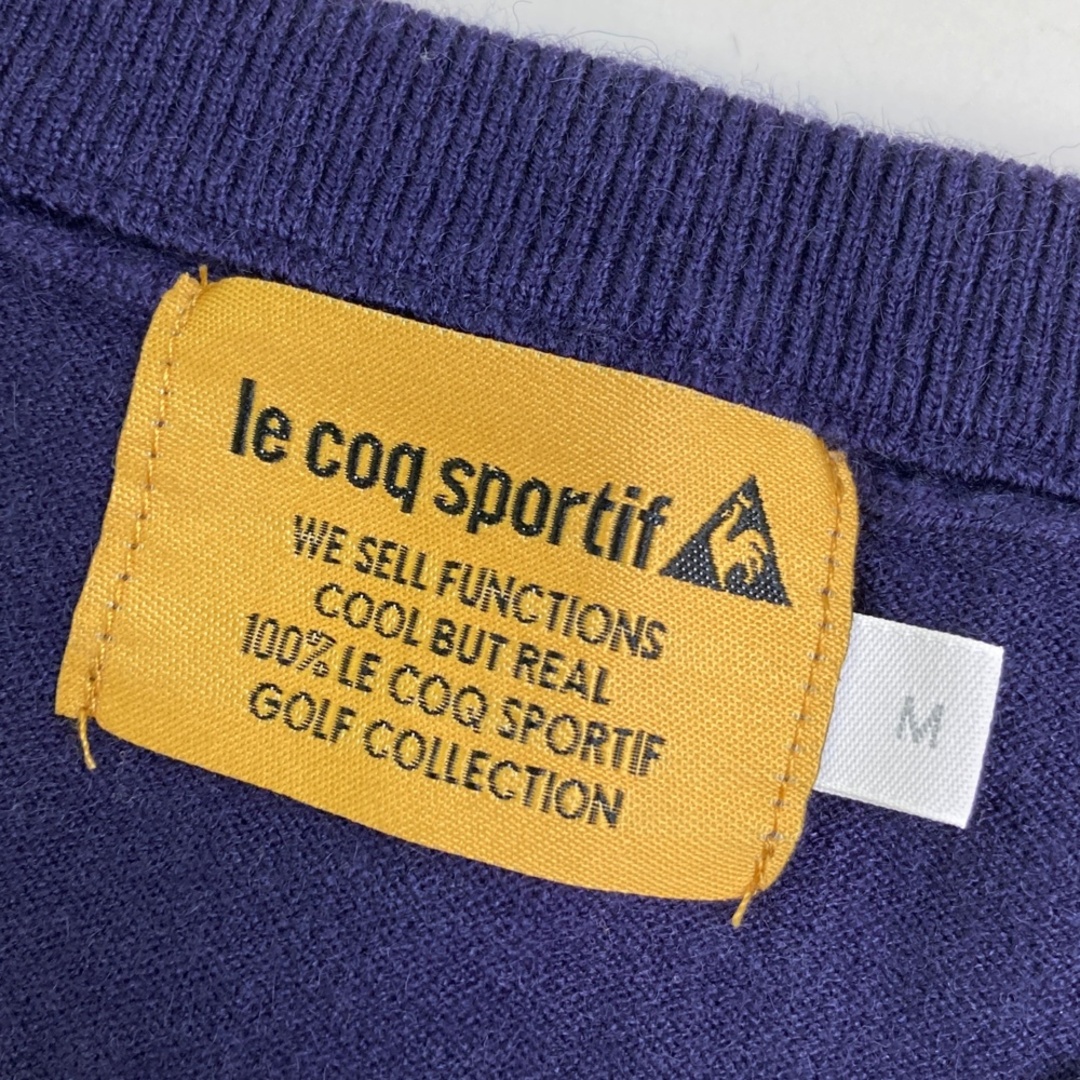 le coq sportif
WE SELL FUNCTIONS
COOL BUT REAL
100% LE COQ SPORTIF
GOLF COLLECTION
M